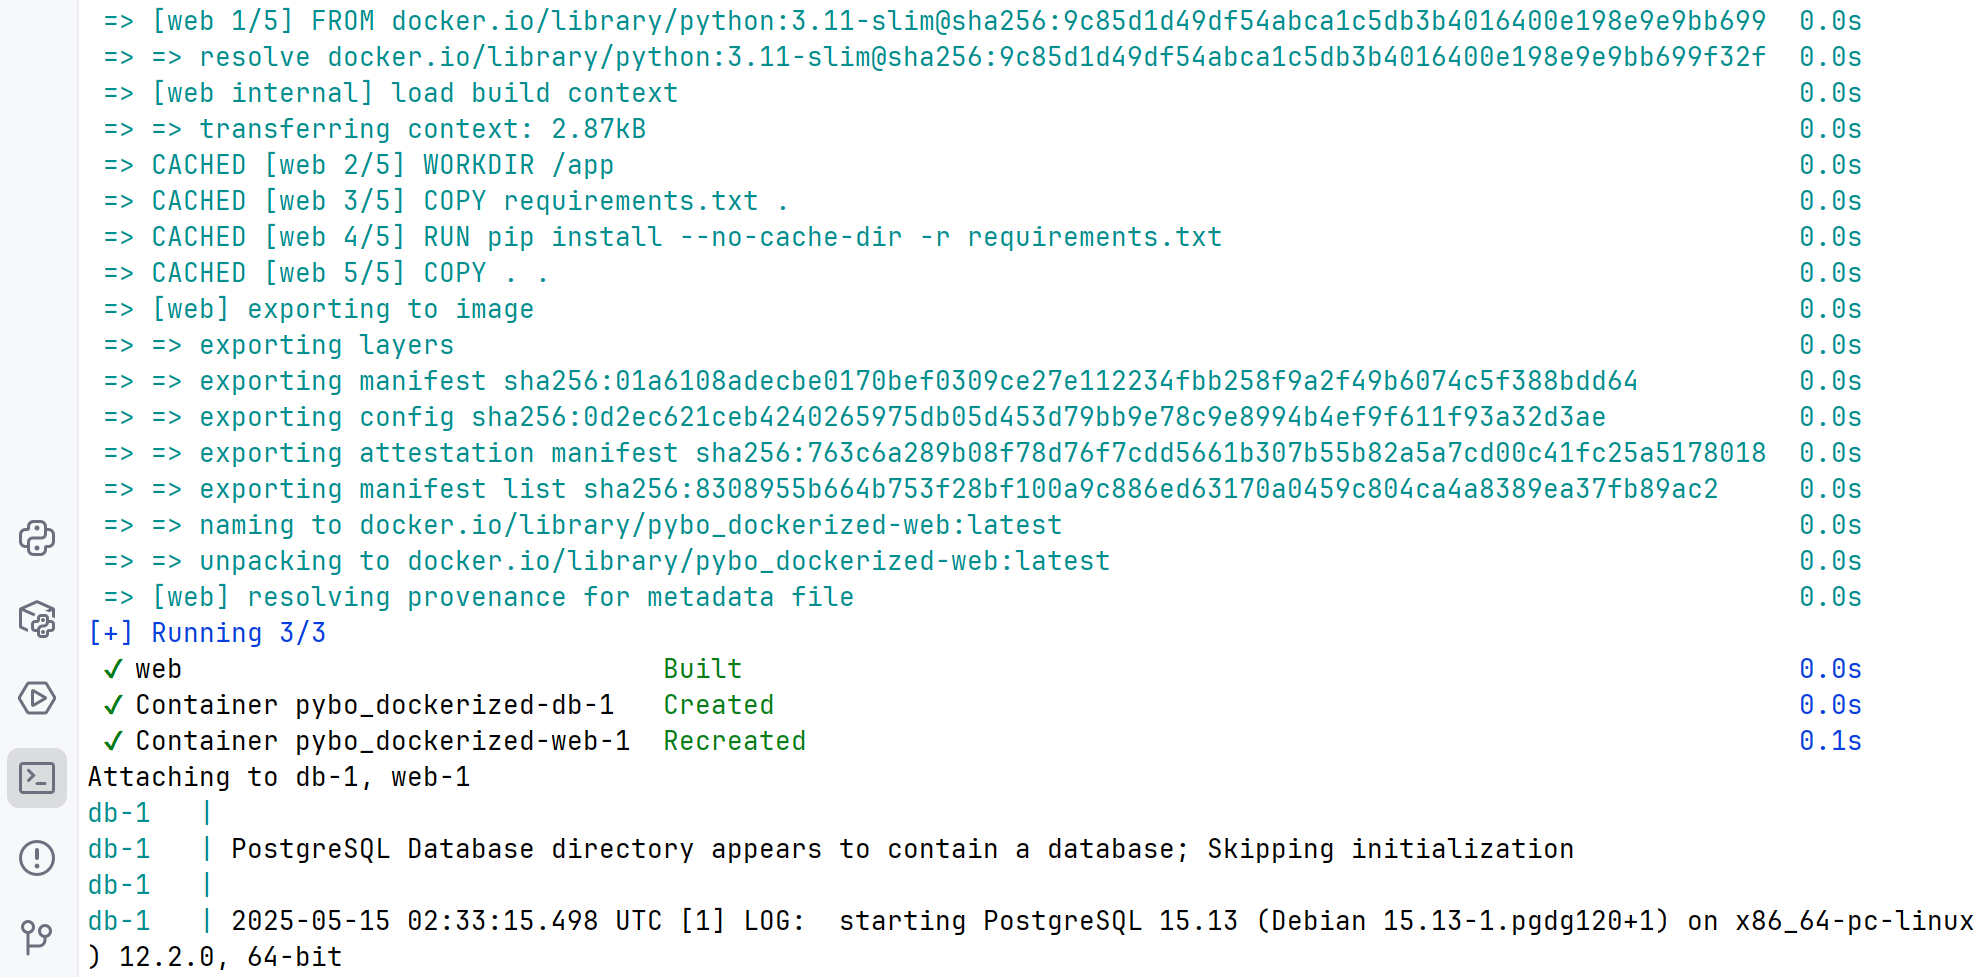 => [web 1/5] FROM docker.io/library/python:3.11-slim@sha256:9c85d1d49df54abca1c5db3b4016400e198e9e9bb699 0.0s
=> => resolve docker.io/library/python:3.11-slim@sha256:9c85d1d49df54abca1c5db3b4016400e198e9e9bb699f32f 0.0s
=> [web internal] load build context 0.0s
=> => transferring context: 2.87kB 0.0s
=> CACHED [web 2/5] WORKDIR /app 0.0s
=> CACHED [web 3/5] COPY requirements.txt . 0.0s
=> CACHED [web 4/5] RUN pip install --no-cache-dir -r requirements.txt 0.0s
=> CACHED [web 5/5] COPY . . 0.0s
=> [web] exporting to image 0.0s
=> => exporting layers 0.0s
=> => exporting manifest sha256:01a6108adecbe0170bef0309ce27e112234fbb258f9a2f49b6074c5f388bdd64 0.0s
=> => exporting config sha256:0d2ec621ceb4240265975db05d453d79bb9e78c9e8994b4ef9f611f93a32d3ae 0.0s
=> => exporting attestation manifest sha256:763c6a289b08f78d76f7cdd5661b307b55b82a5a7cd00c41fc25a5178018 0.0s
=> => exporting manifest list sha256:8308955b664b753f28bf100a9c886ed63170a0459c804ca4a8389ea37fb89ac2 0.0s
=> => naming to docker.io/library/pybo_dockerized-web:latest 0.0s
=> => unpacking to docker.io/library/pybo_dockerized-web:latest 0.0s
=> [web] resolving provenance for metadata file 0.0s
[+] Running 3/3
✓ web Built 0.0s
✓ Container pybo_dockerized-db-1 Created 0.0s
✓ Container pybo_dockerized-web-1 Recreated 0.1s
Attaching to db-1, web-1
db-1 |
db-1 | PostgreSQL Database directory appears to contain a database; Skipping initialization
db-1 |
db-1 | 2025-05-15 02:33:15.498 UTC [1] LOG:  starting PostgreSQL 15.13 (Debian 15.13-1.pgdg120+1) on x86_64-pc-linux
) 12.2.0, 64-bit